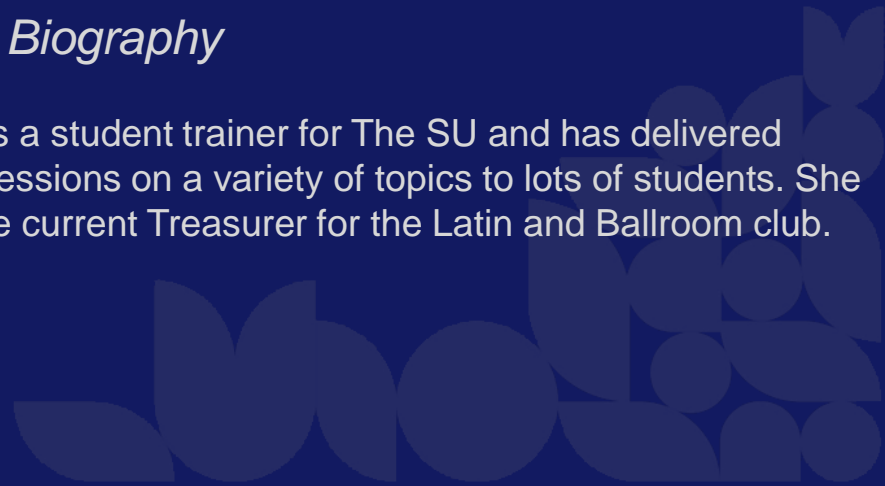 Biography
s a student trainer for The SU and has delivered
essions on a variety of topics to lots of students. She
e current Treasurer for the Latin and Ballroom club.